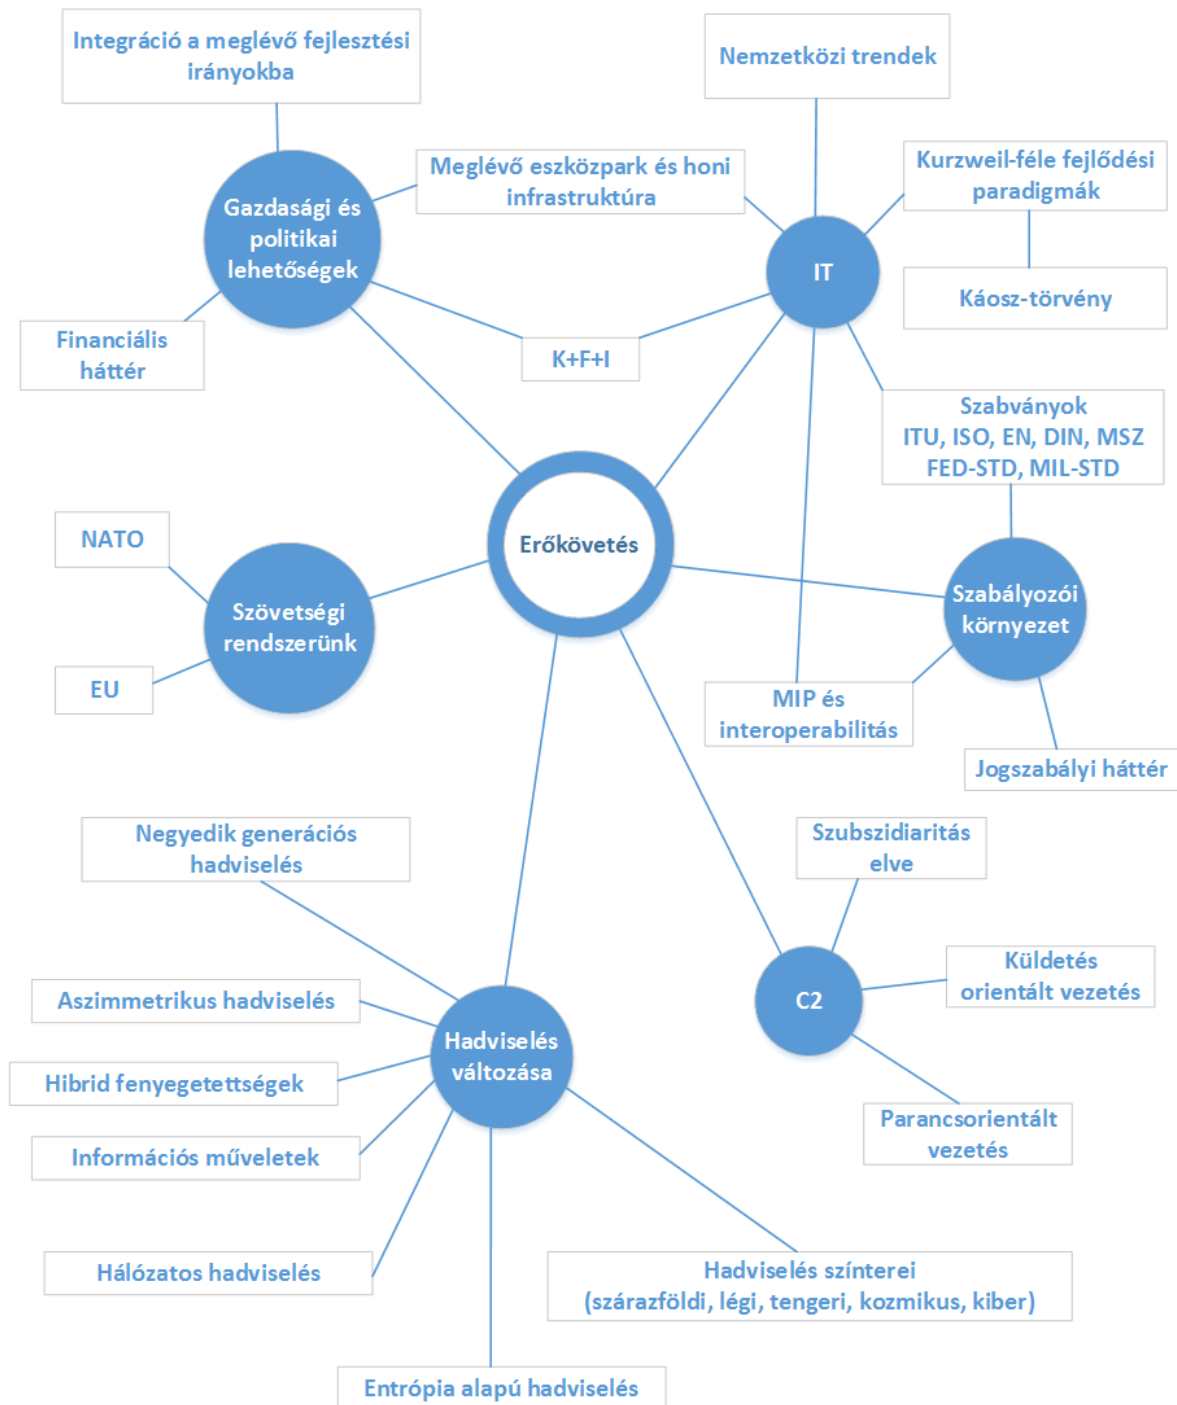 Integráció a meglévő fejlesztési
irányokba
Nemzetközi trendek
Meglévő eszközpark és honi
infrastruktúra
Kurzweil-féle fejlődési
paradigmák
Gazdasági és
politikai
lehetőségek
IT
Káosz-törvény
Financiális
háttér
K+F+I
Szabványok
ITU, ISO, EN, DIN, MSZ
FED-STD, MIL-STD
NATO
Erőkövetés
Szövetségi
rendszerünk
Szabályozói
környezet
EU
MIP és
interoperabilitás
Jogszabályi háttér
Negyedik generációs
hadviselés
Szubszidiaritás
elve
Aszimmetrikus hadviselés
C2
Küldetés
orientált vezetés
Hadviselés
változása
Hibrid fenyegetettségek
Parancsorientált
vezetés
Információs műveletek
Hálózatos hadviselés
Hadviselés színterei
(szárazföldi, légi, tengeri, kozmikus, kiber)
Entrópia alapú hadviselés